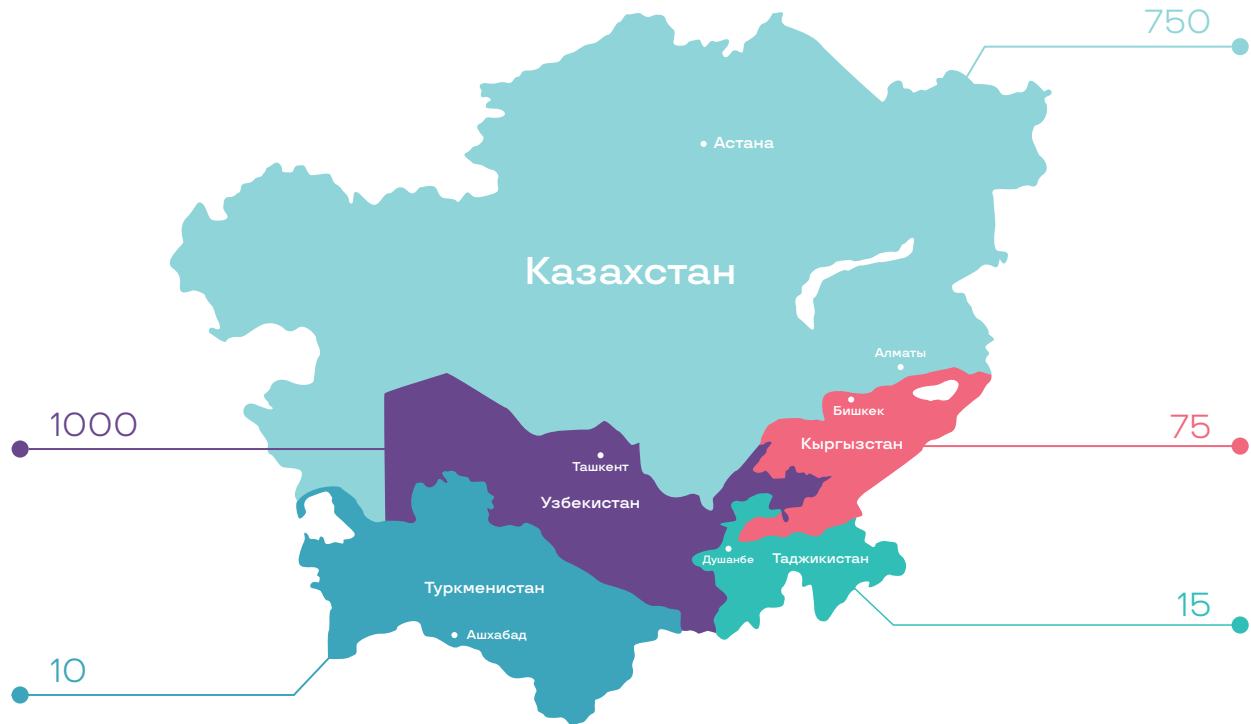 750
Астана
Казахстан
Алматы
Бишкек
1000
75
Кыргызстан
Ташкент
Узбекистан
Душанбе
Таджикистан
Туркменистан
15
Ашхабад
10